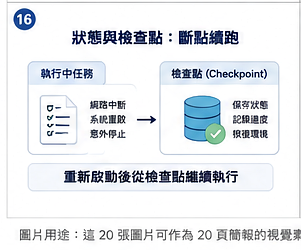 16
狀態與檢查點：斷點續跑
執行中任務
網路中斷
系統重啟
意外停止
檢查點 (Checkpoint)
保存狀態
記錄進度
恢復環境
重新啟動後從檢查點繼續執行
圖片用途：這 20 張圖片可作為 20 頁簡報的視覺